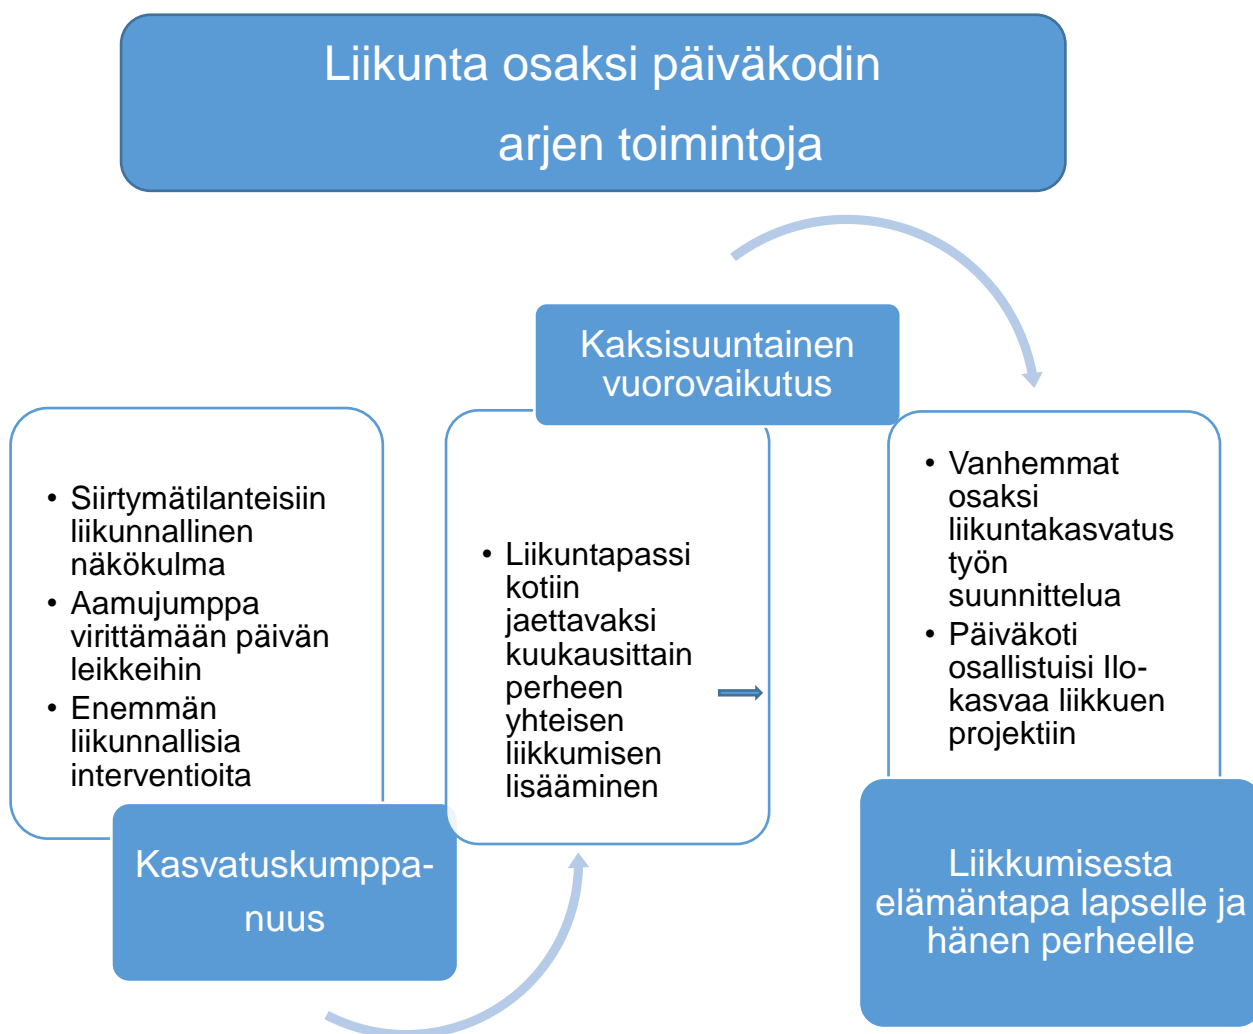 Liikunta osaksi päiväkodin
arjen toimintoja
• Siirtymätilanteisiin
liikunnallinen
näkökulma
• Aamujumppa
virittämään päivän
leikkeihin
• Enemmän
liikunnallisia
interventioita
Kasvatuskumppa-
nuus
Kaksisuuntainen
vuorovaikutus
• Liikuntapassi
kotiin
jaettavaksi
kuukausittain
perheen
yhteisen
liikkumisen
lisääminen
• Vanhemmat
osaksi
liikuntakasvatus
työn
suunnittelua
• Päiväkoti
osallistuisi Ilo-
kasvaa liikkuen
projektiin
Liikkumisesta
elämäntapa lapselle ja
hänen perheelle